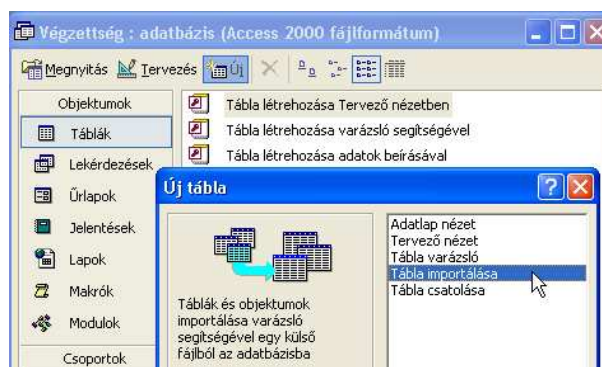 Végzettség : adatbázis (Access 2000 fájlformátum)
Megnyitás Tervezés Új
Objektumok
Táblák
Lekérdezések
Űrlapok
Jelentések
Lapok
Makrók
Modulok
Csoportok
Tábla létrehozása Tervező nézetben
Tábla létrehozása varázsló segítségével
Tábla létrehozása adatok beírásával
Új tábla
Táblák és objektumok
importálása varázsló
segítségével egy külső
fájlból az adatbázisba
Adatlap nézet
Tervező nézet
Tábla varázsló
Tábla importálása
Tábla csatolása